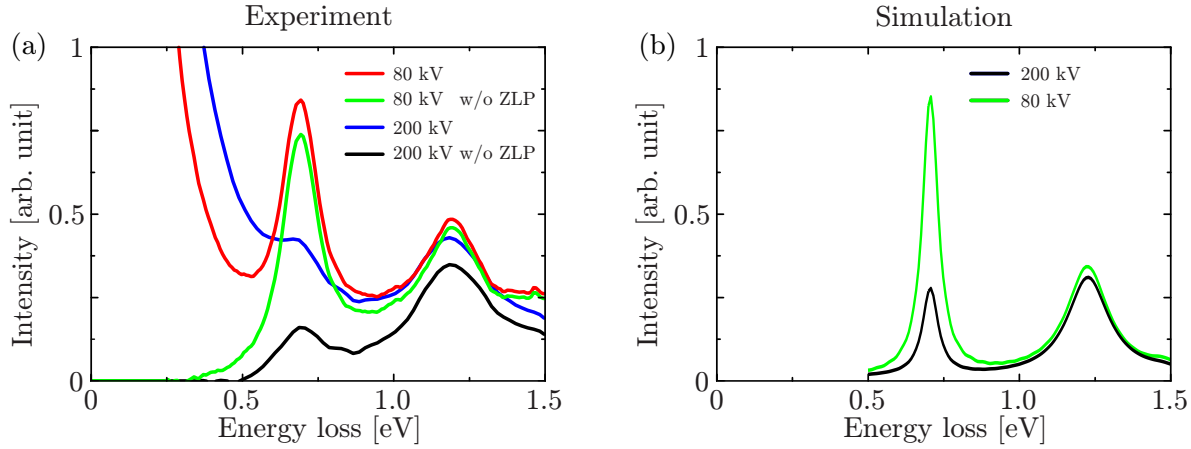 Experiment
(a)
Intensity [arb. unit]
1
0.5
0
80 kV
80 kV w/o ZLP
200 kV
200 kV w/o ZLP
0 0.5 1.0 1.5
Energy loss [eV]
Simulation
(b)
Intensity [arb. unit]
1
0.5
0
200 kV
80 kV
0 0.5 1.0 1.5
Energy loss [eV]